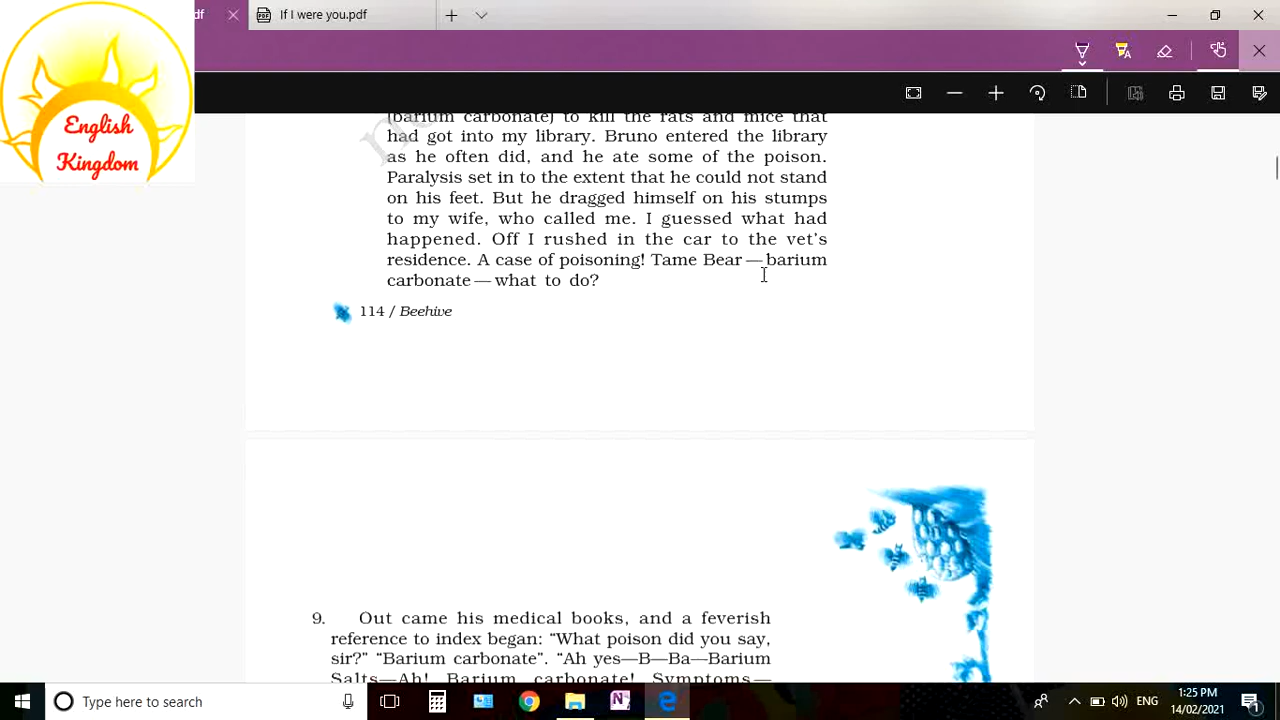 df
If I were you.pdf
English
Kingdom
(barium carbonate) to kill the rats and mice that
had got into my library. Bruno entered the library
as he often did, and he ate some of the poison.
Paralysis set in to the extent that he could not stand
on his feet. But he dragged himself on his stumps
to my wife, who called me. I guessed what had
happened. Off I rushed in the car to the vet's
residence. A case of poisoning! Tame Bear—barium
carbonate—what to do?
114 / Beehive
9. Out came his medical books, and a feverish
reference to index began: “What poison did you say,
sir?” “Barium carbonate”. “Ah yes—B—Ba—Barium
Salts—Ah! Barium carbonate! Symptoms—
Type here to search
ENG
1:25 PM
14/02/2021